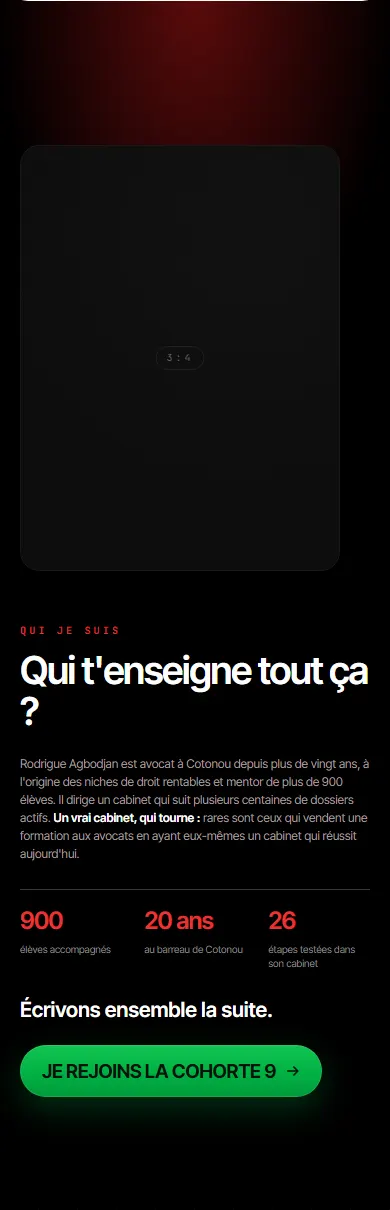 3:4
QUI JE SUIS
Qui t'enseigne tout ça
?
Rodrigue Agbodjan est avocat à Cotonou depuis plus de vingt ans, à
l'origine des niches de droit rentables et mentor de plus de 900
élèves. Il dirige un cabinet qui suit plusieurs centaines de dossiers
actifs. Un vrai cabinet, qui tourne : rares sont ceux qui vendent une
formation aux avocats en ayant eux-mêmes un cabinet qui réussit
aujourd'hui.
900 20 ans 26
élèves accompagnés au barreau de Cotonou étapes testées dans
son cabinet
Écrivons ensemble la suite.
JE REJOINS LA COHORTE 9 →